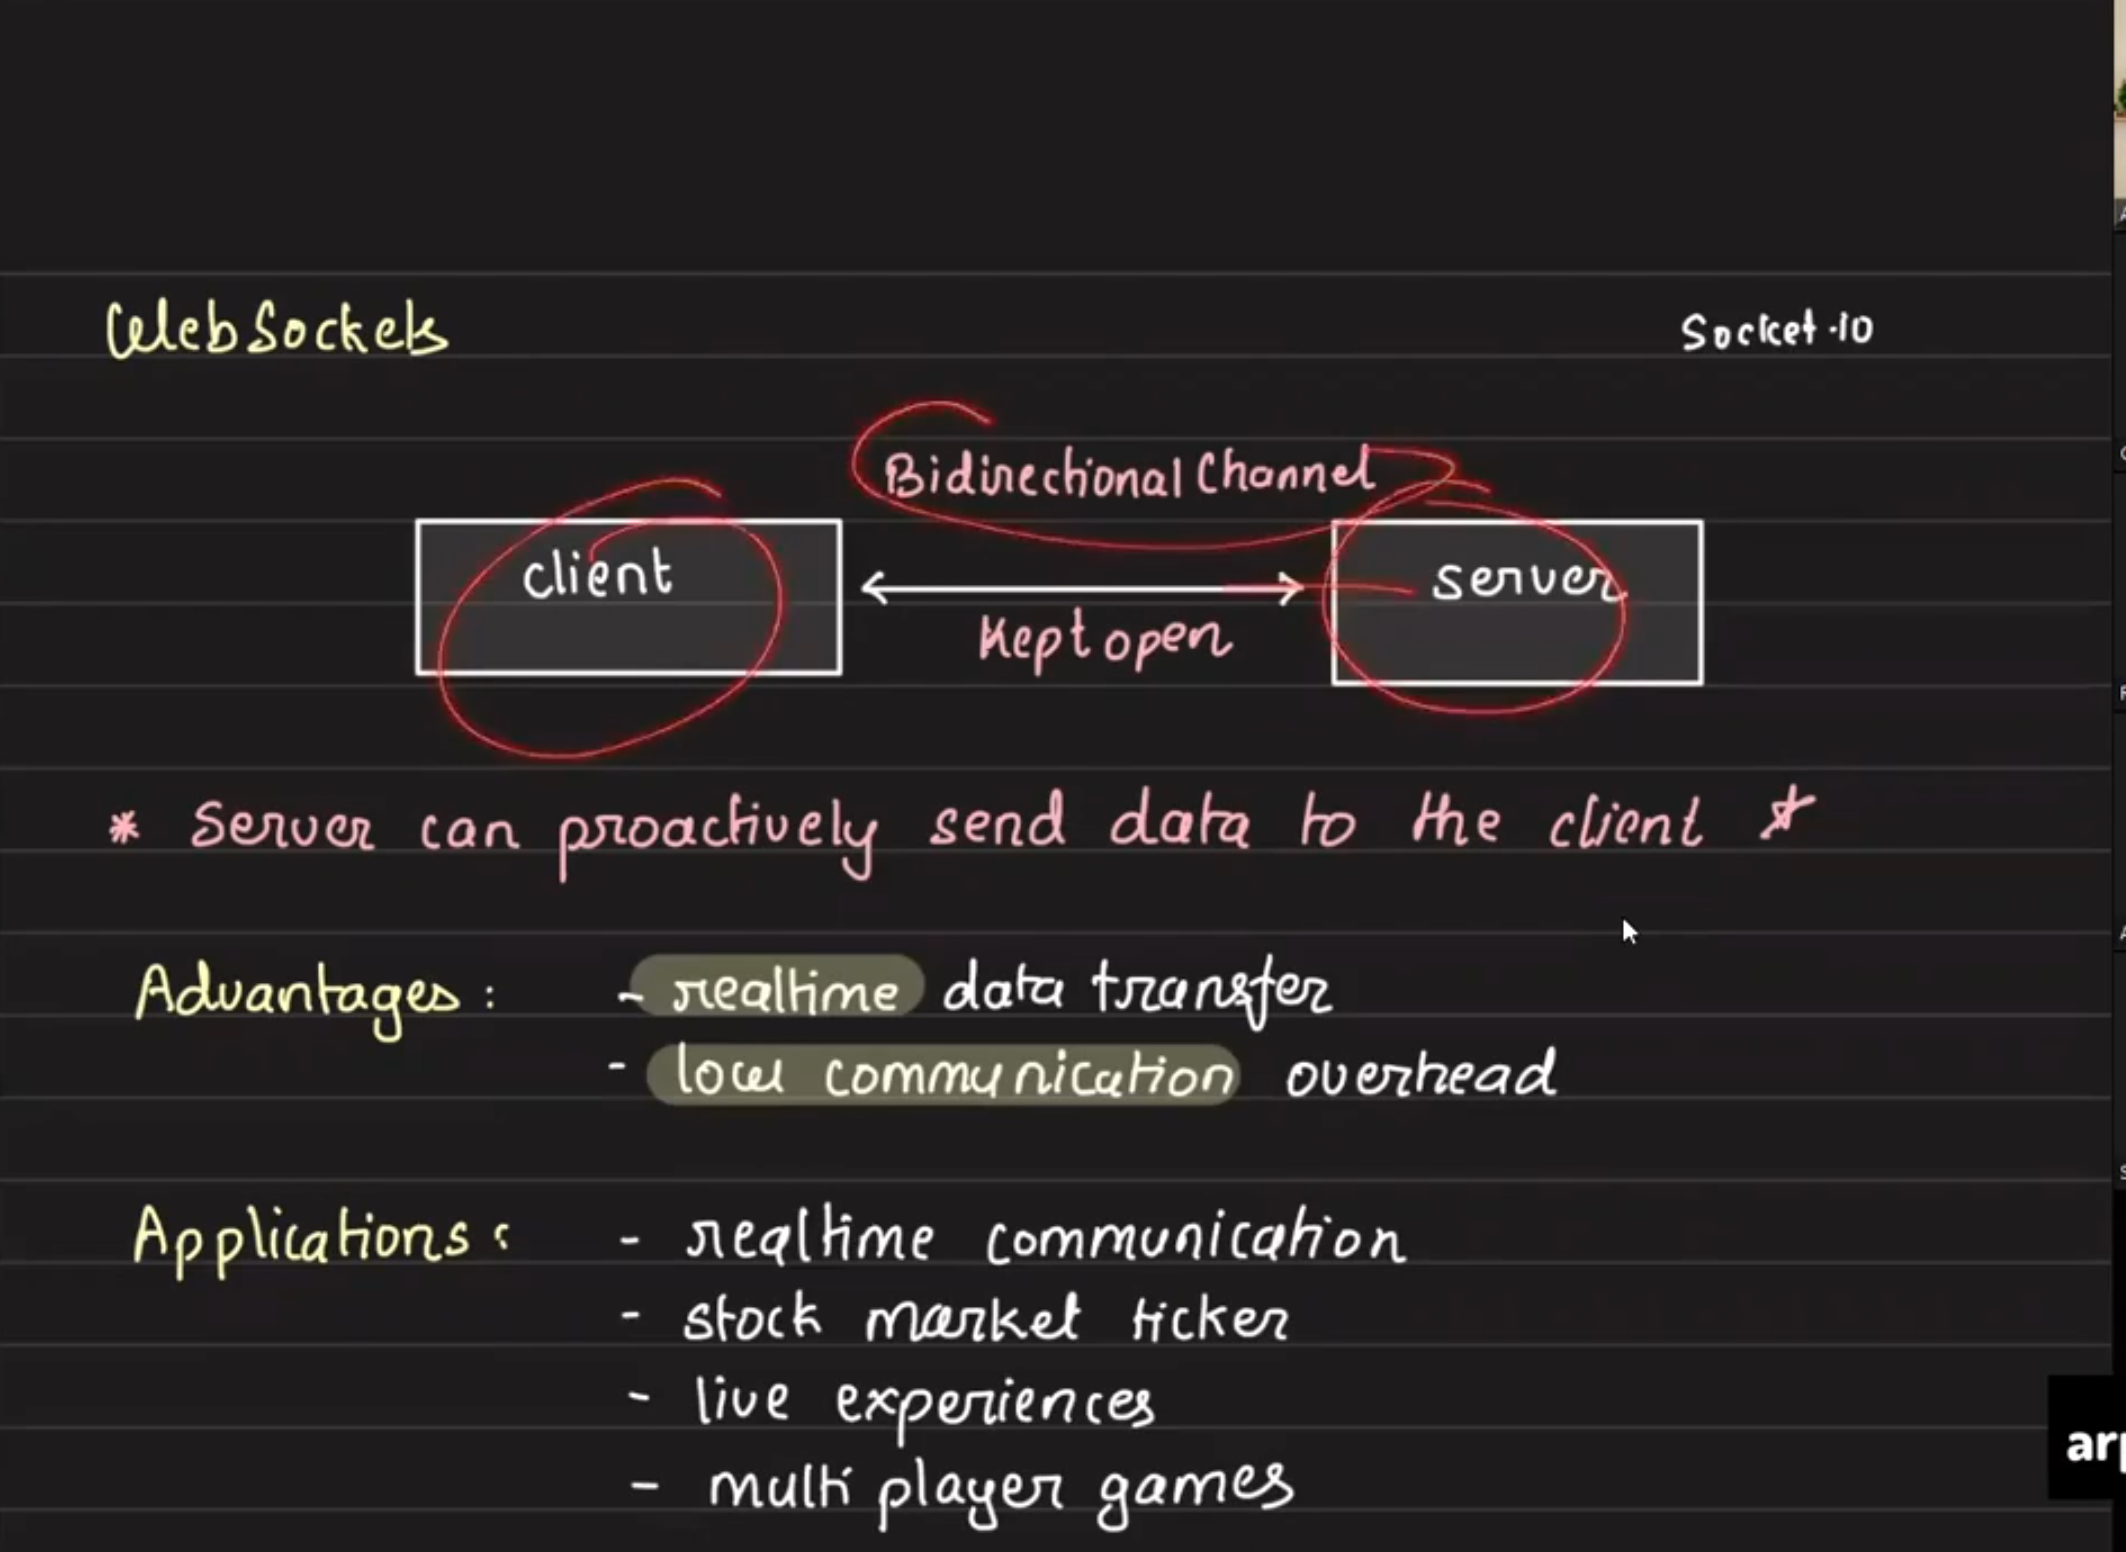 WebSockets
Socket.io
Bidirectional Channel
client
server
Kept open
* Server can proactively send data to the client *
Advantages: - realtime data transfer
- low communication overhead
Applications: - realtime communication
- stock market ticker
- live experiences
- multi player games